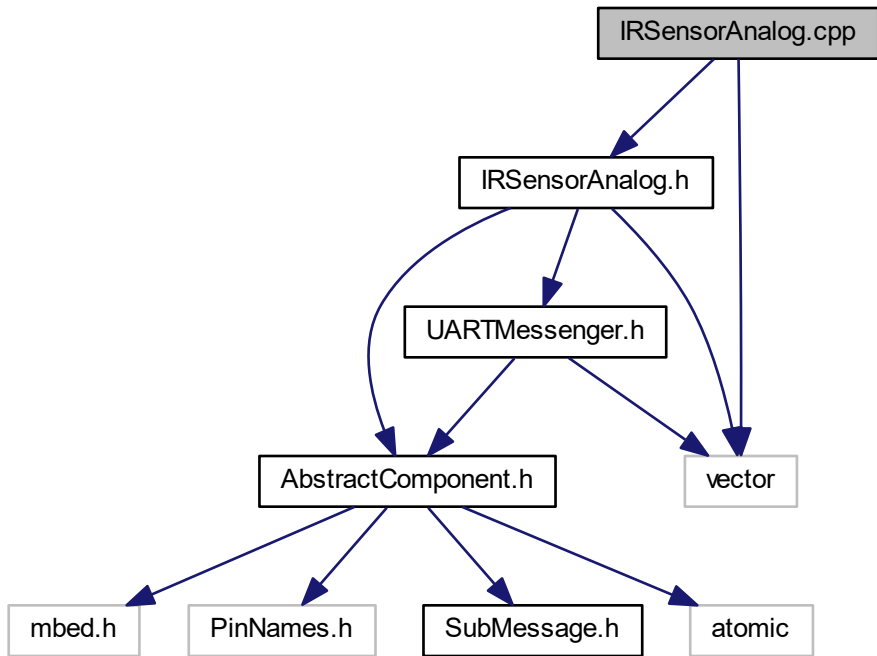 IRSensorAnalog.cpp
IRSensorAnalog.h
UARTMessenger.h
AbstractComponent.h
vector
mbed.h
PinNames.h
SubMessage.h
atomic